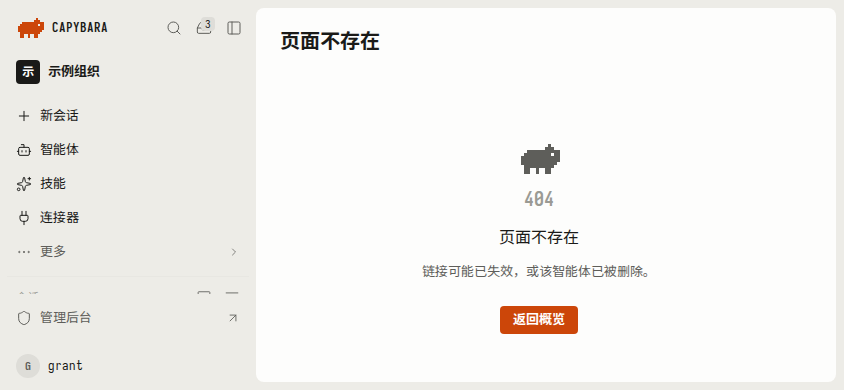 CAPYBARA
3
示 示例组织
新会话
智能体
技能
连接器
更多
管理后台
G grant
页面不存在
404
页面不存在
链接可能已失效，或该智能体已被删除。
返回概览